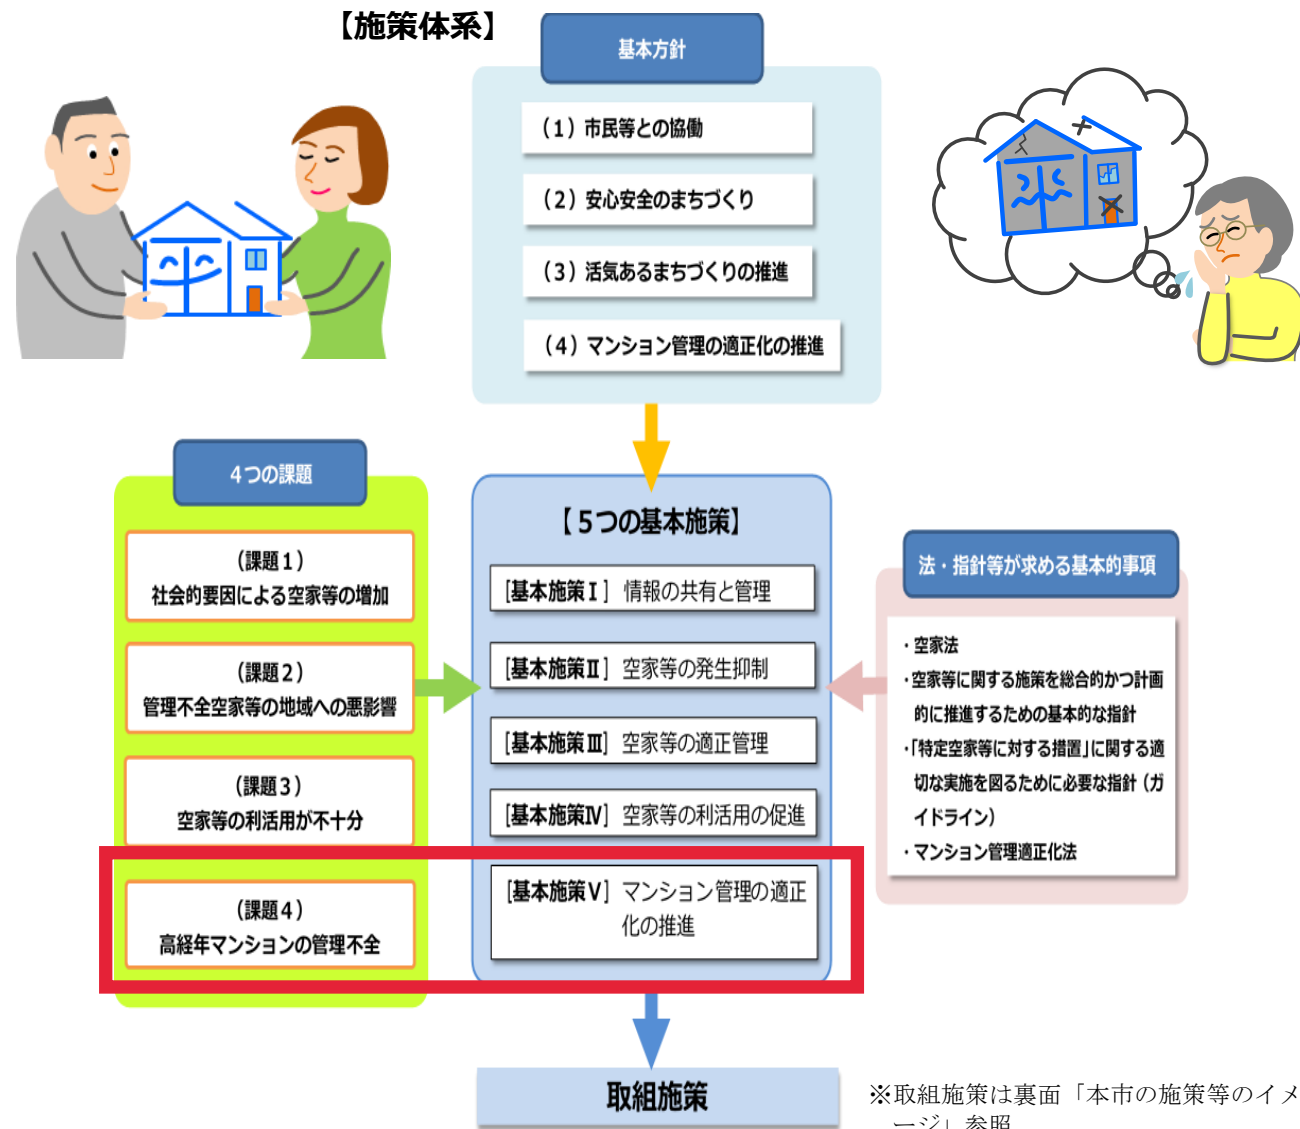 【施策体系】
基本方針
（１）市民等との協働
（２）安心安全のまちづくり
（３）活気あるまちづくりの推進
（４）マンション管理の適正化の推進
４つの課題
（課題１）
社会的要因による空家等の増加
（課題２）
管理不全空家等の地域への悪影響
（課題３）
空家等の利活用が不十分
（課題４）
高経年マンションの管理不全
【５つの基本施策】
[基本施策Ⅰ] 情報の共有と管理
[基本施策Ⅱ] 空家等の発生抑制
[基本施策Ⅲ] 空家等の適正管理
[基本施策Ⅳ] 空家等の利活用の促進
[基本施策Ⅴ] マンション管理の適正
化の推進
法・指針等が求める基本的事項
・空家法
・空家等に関する施策を総合的かつ計画
的に推進するための基本的な指針
・「特定空家等に対する措置」に関する適
切な実施を図るために必要な指針（ガ
イドライン）
・マンション管理適正化法
取組施策
※取組施策は裏面「本市の施策等のイメ
ージ」参照